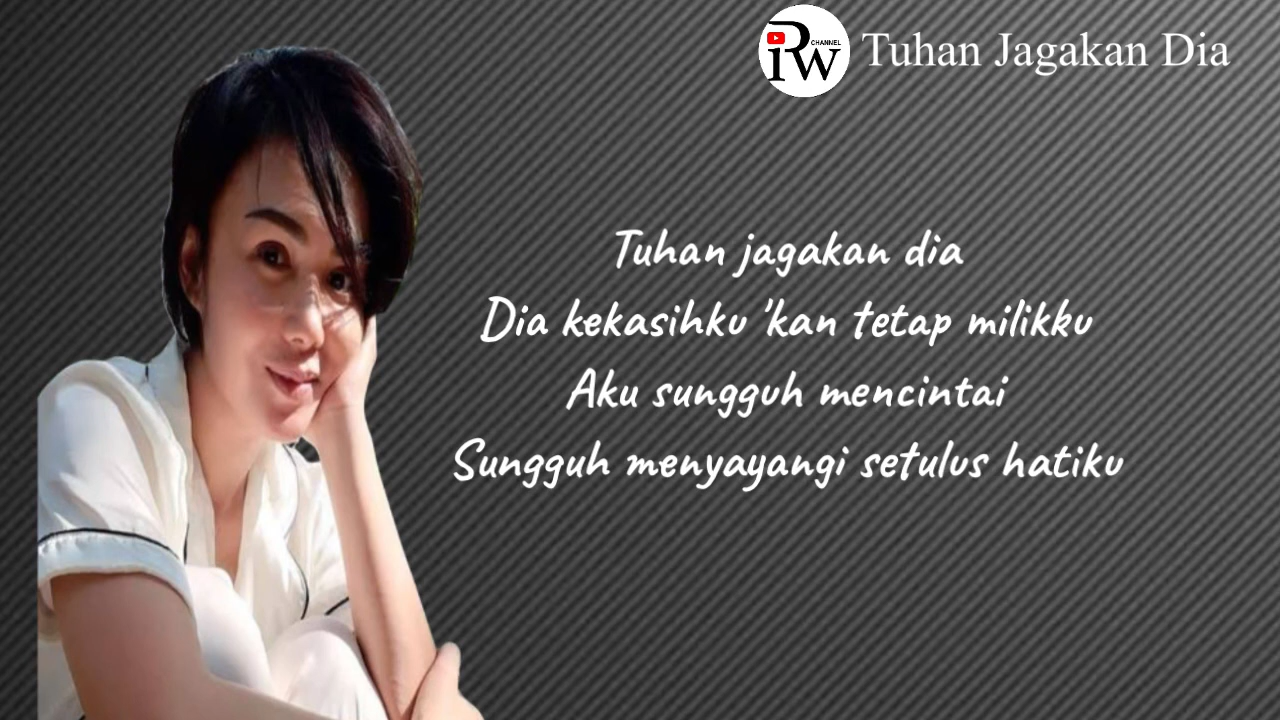 RW CHANNEL Tuhan Jagakan Dia
Tuhan jagakan dia
Dia kekasihku 'kan tetap milikku
Aku sungguh mencintai
Sungguh menyayangi setulus hatiku